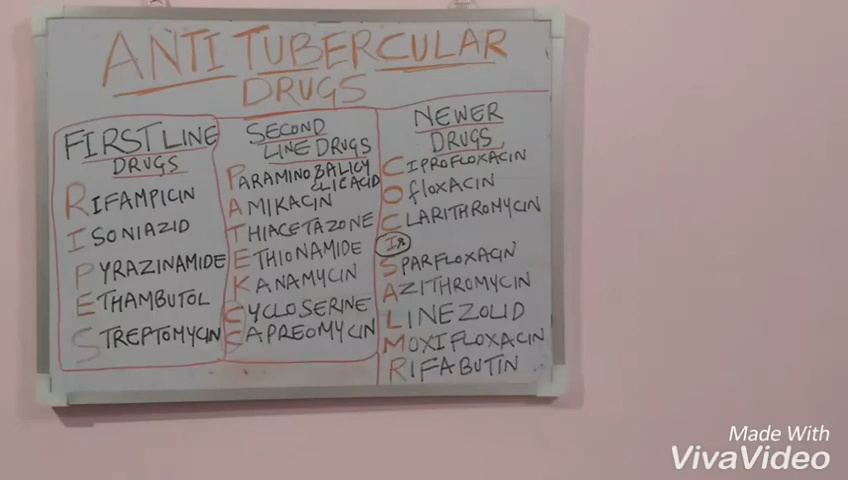 ANTI TUBERCULAR
DRUGS
FIRST LINE
DRUGS
RIFAMPICIN
ISONIAZID
PYRAZINAMIDE
ETHAMBUTOL
STREPTOMYCIN
SECOND
LINE DRUGS
PARAMINO SALICY
CLIC ACID
AMIKACIN
THIACETAZONE
ETHIONAMIDE
KANAMYCIN
CYCLOSERINE
CAPREOMYCIN
NEWER
DRUGS
CIPROFLOXACIN
OFLOXACIN
CLARITHROMYCIN
SPARFLOXACIN
AZITHROMYCIN
LINEZOLID
MOXIFLOXACIN
RIFABUTIN
Made With
VivaVideo